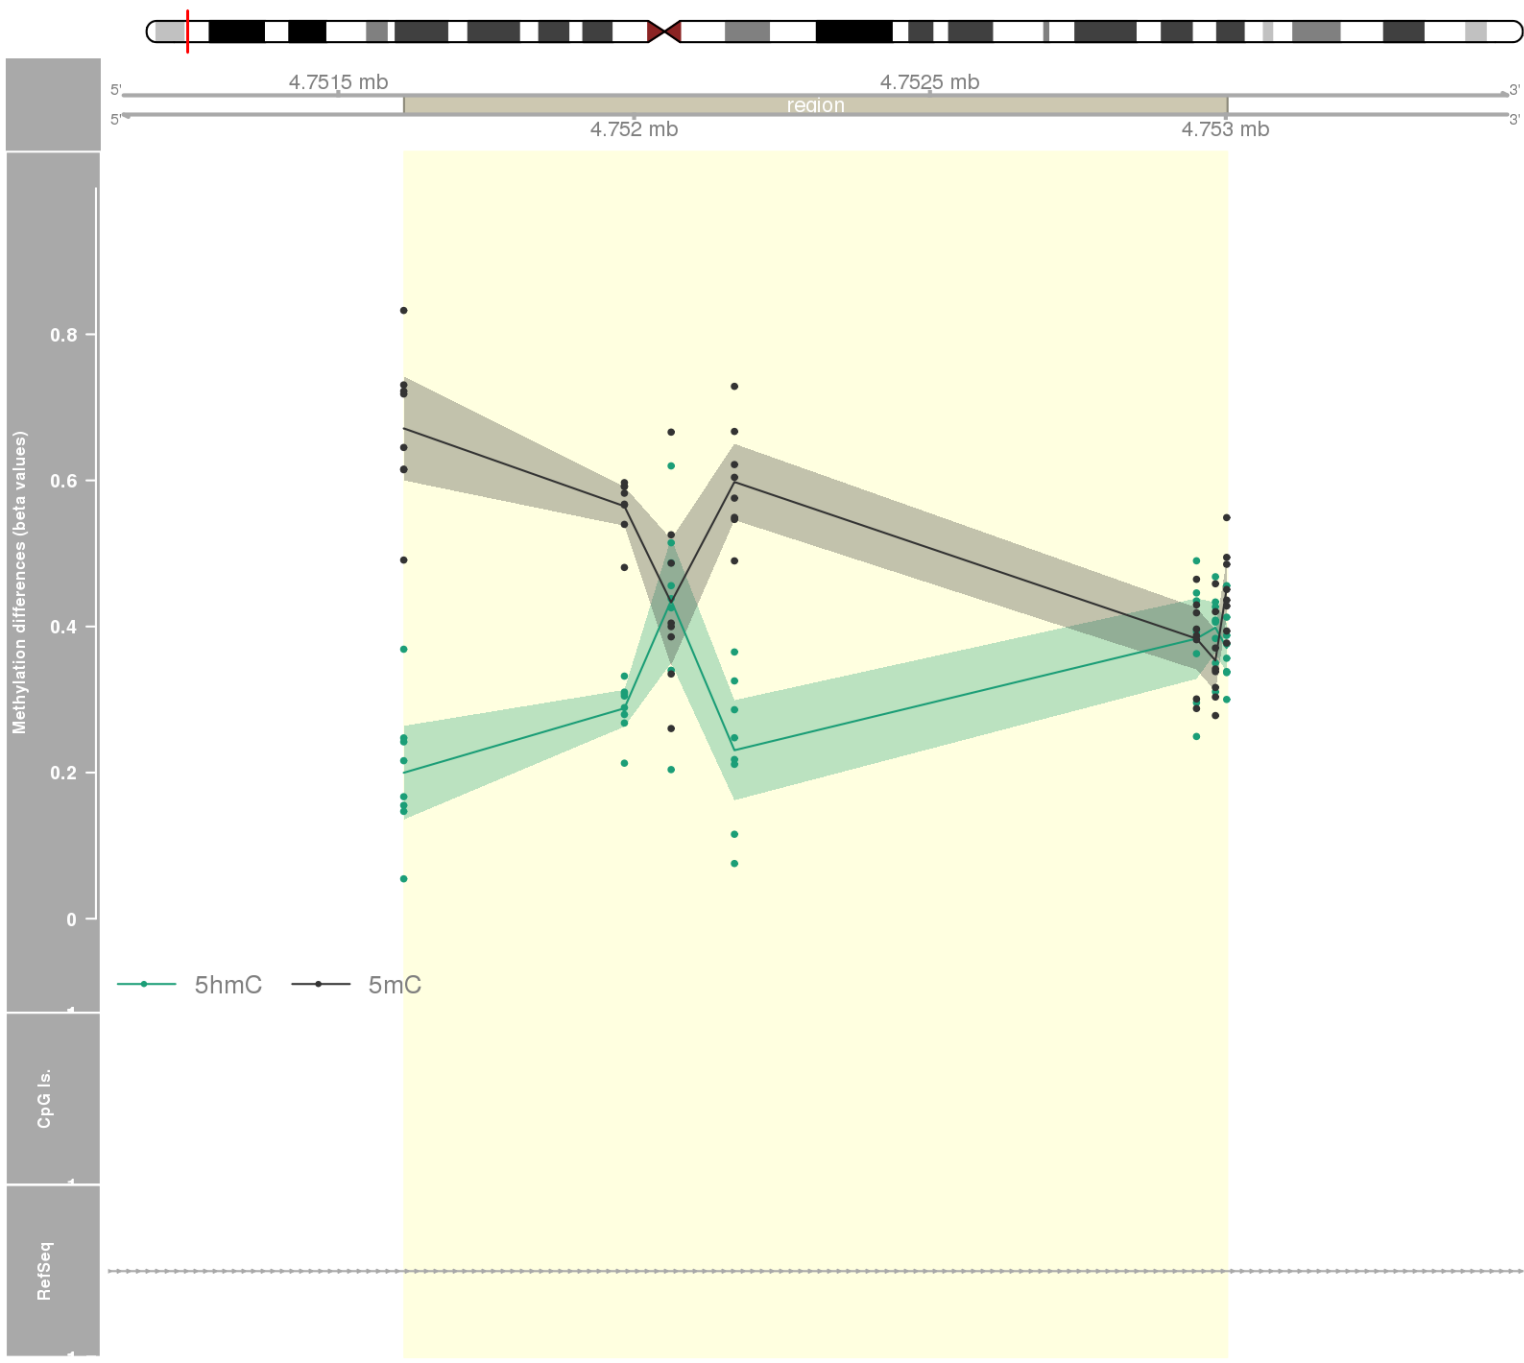 4.7515 mb
4.7525 mb
5'
3'
region
5'
3'
4.752 mb
4.753 mb
Methylation differences (beta values)
0.8
0.6
0.4
0.2
0
5hmC
5mC
CpG Is.
RefSeq